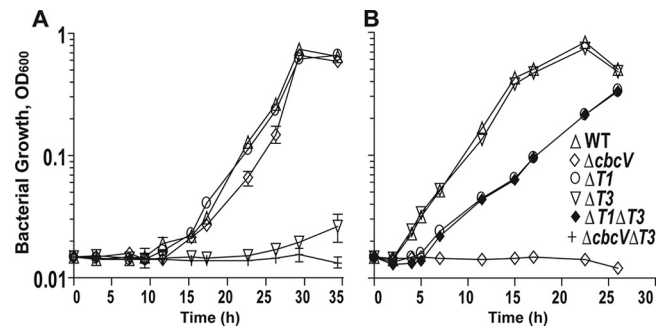 A
B
Bacterial Growth, OD600
1
0.1
0.01
0 5 10 15 20 25 30 35
Time (h)
0 5 10 15 20 25 30
Time (h)
△ WT
◇ ΔcbcV
○ ΔT1
▽ ΔT3
◆ ΔT1ΔT3
+ ΔcbcVΔT3